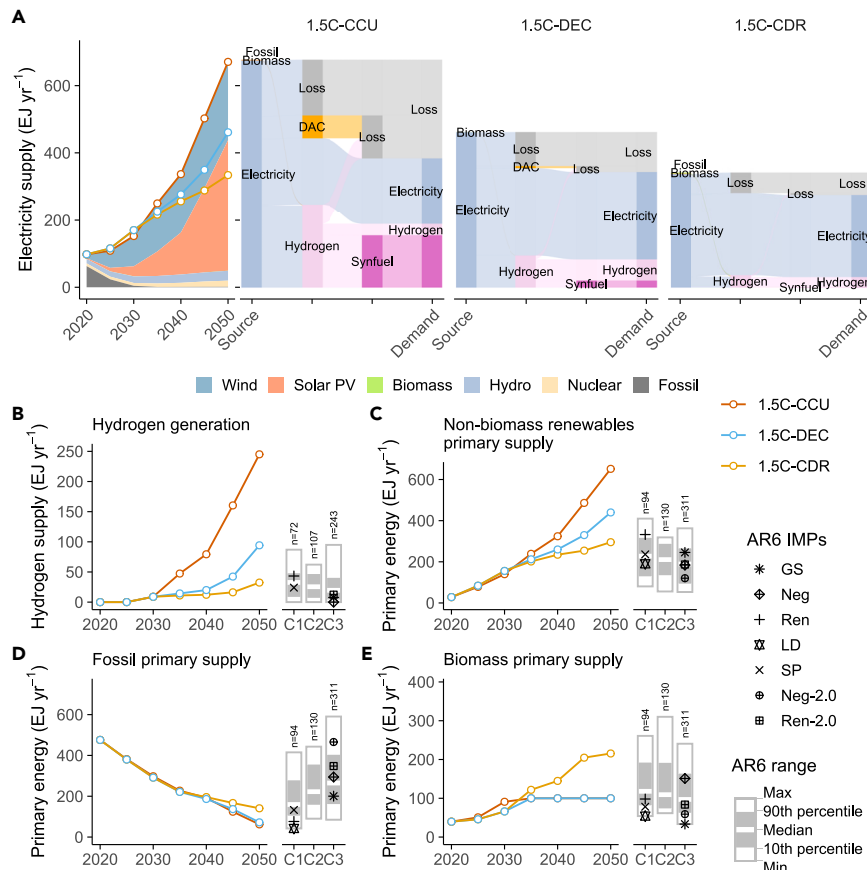 A
1.5C-CCU
1.5C-DEC
1.5C-CDR
Electricity supply (EJ yr⁻¹)
600
400
200
0
2020
2030
2040
2050
Fossil
Biomass
Loss
DAC
Loss
Loss
Electricity
Electricity
Hydrogen
Hydrogen
Synfuel
Source
Demand
Biomass
Loss
DAC
Loss
Loss
Electricity
Electricity
Hydrogen
Hydrogen
Synfuel
Source
Demand
Fossil
Biomass
Loss
Loss
Loss
Electricity
Electricity
Hydrogen
Synfuel
Hydrogen
Source
Demand
Wind Solar PV Biomass Hydro Nuclear Fossil
B
Hydrogen generation
Hydrogen supply (EJ yr⁻¹)
250
200
150
100
50
0
2020 2030 2040 2050
n=72
n=107
n=243
C1 C2 C3
C
Non-biomass renewables
primary supply
Primary energy (EJ yr⁻¹)
600
400
200
0
2020 2030 2040 2050
n=94
n=130
n=311
C1 C2 C3
1.5C-CCU
1.5C-DEC
1.5C-CDR
D
Fossil primary supply
Primary energy (EJ yr⁻¹)
600
400
200
0
2020 2030 2040 2050
n=94
n=130
n=311
C1 C2 C3
E
Biomass primary supply
Primary energy (EJ yr⁻¹)
400
300
200
100
0
2020 2030 2040 2050
n=94
n=130
n=311
C1 C2 C3
AR6 IMPs
GS
Neg
Ren
LD
SP
Neg-2.0
Ren-2.0
AR6 range
Max
90th percentile
Median
10th percentile
Min